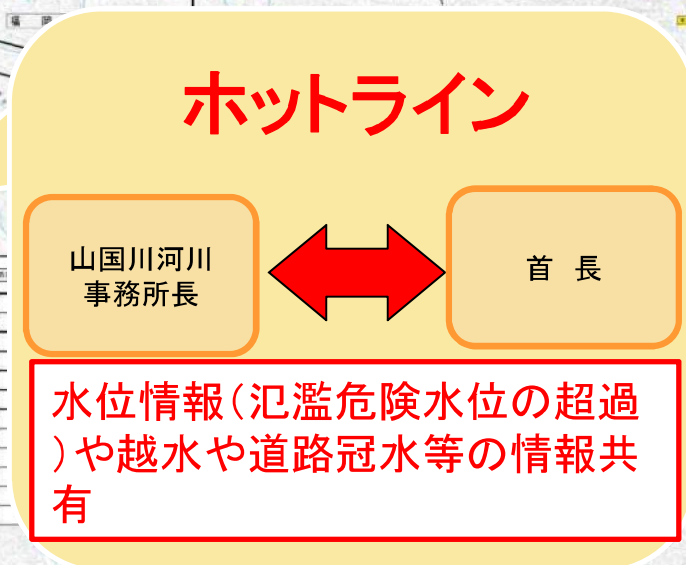 福 岡
ホットライン
山国川河川
事務所長
首 長
水位情報(氾濫危険水位の超過
)や越水や道路冠水等の情報共
有